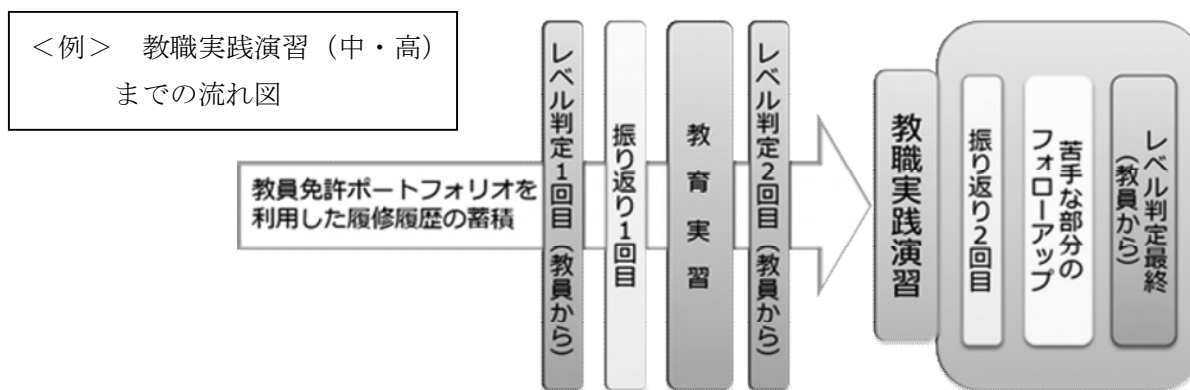 ＜例＞　教職実践演習（中・高）
までの流れ図
教員免許ポートフォリオを
利用した履修履歴の蓄積
レベル判定1回目（教員から）
振り返り1回目
教育実習
レベル判定2回目（教員から）
教職実践演習
振り返り2回目
苦手な部分の
フォローアップ
レベル判定最終
（教員から）